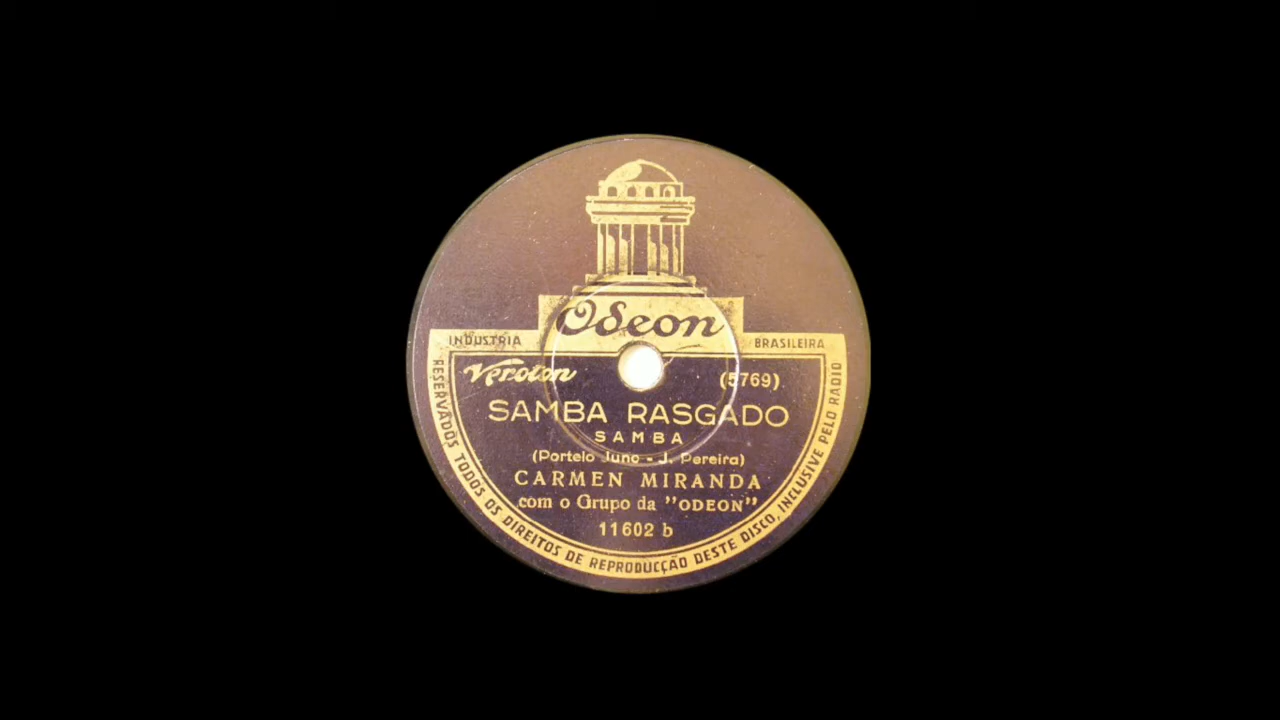 Odeon
INDUSTRIA BRASILEIRA
Veroton (5769)
SAMBA RASGADO
SAMBA
(Portelo Juno - J. Pereira)
CARMEN MIRANDA
com o Grupo da "ODEON"
11602 b
RESERVADOS TODOS OS DIREITOS DE REPRODUCÇÃO DESTE DISCO, INCLUSIVE PELO RADIO